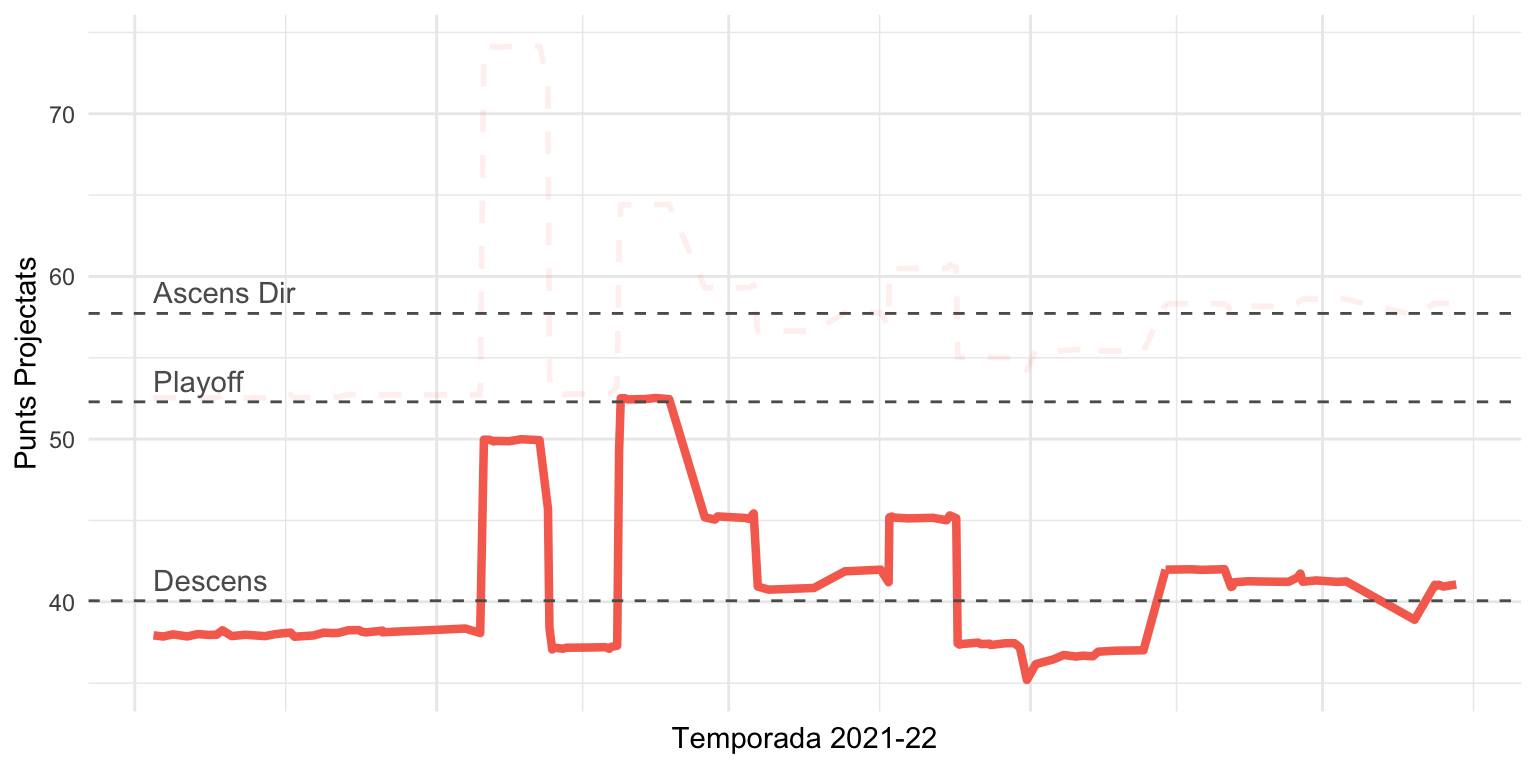 70
60
50
40
Punts Projectats
Ascens Dir
Playoff
Descens
Temporada 2021-22